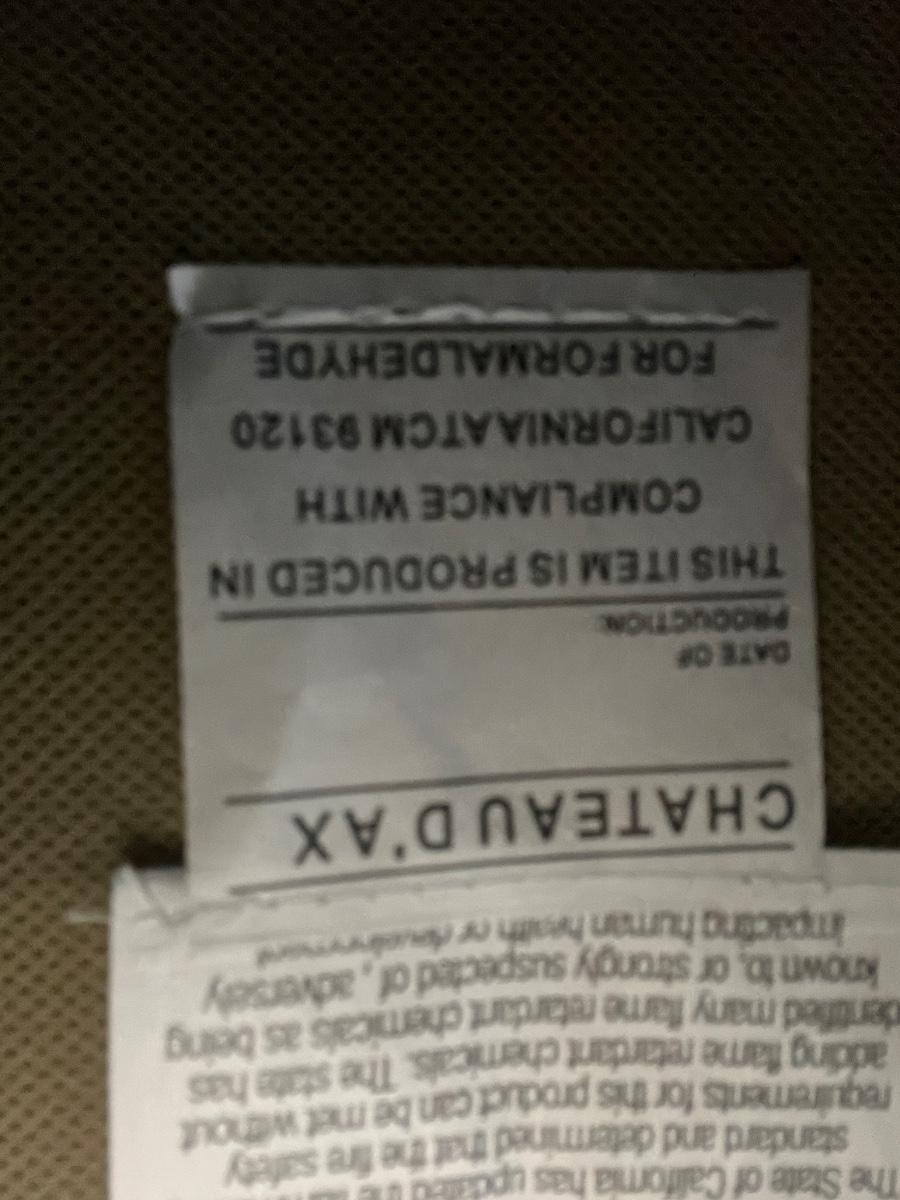 The State of California has updated the
standard and determined that the fire safety
requirements for this product can be met without
adding flame retardant chemicals. The state has
identified many flame retardant chemicals as being
known to, or strongly suspected of , adversely
impacting human health or development
CHATEAU D'AX
DATE OF
PRODUCTION:
THIS ITEM IS PRODUCED IN
COMPLIANCE WITH
CALIFORNIA ATCM 93120
FOR FORMALDEHYDE